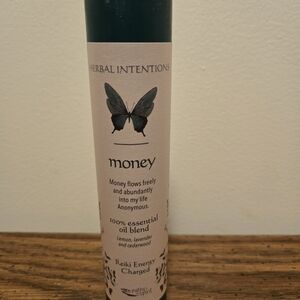 HERBAL INTENTIONS
money
Money flows freely
and abundantly
into my life
Anonymous.
100% essential
oil blend
Lemon, lavender
and cedarwood
Reiki Energy
Charged